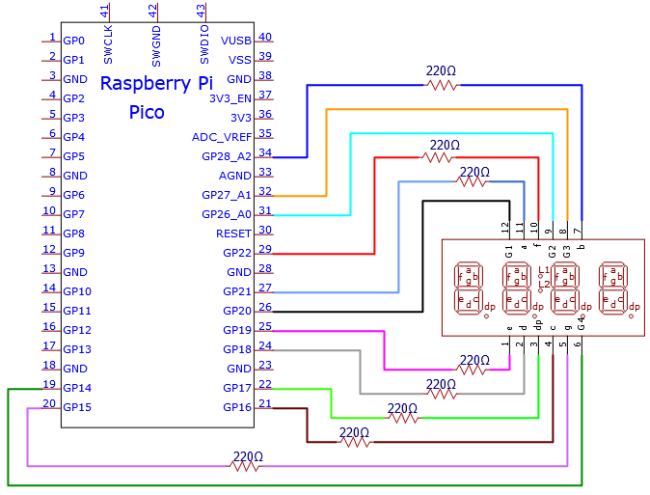 41 42 43
SWCLK SWGND SWDIO
1 GP0 VUSB 40
2 GP1 VSS 39
3 GND GND 38
Raspberry Pi
Pico
4 GP2 3V3_EN 37
5 GP3 3V3 36
6 GP4 ADC_VREF 35
7 GP5 GP28_A2 34
8 GND AGND 33
9 GP6 GP27_A1 32
10 GP7 GP26_A0 31
11 GP8 RESET 30
12 GP9 GP22 29
13 GND GND 28
14 GP10 GP21 27
15 GP11 GP20 26
16 GP12 GP19 25
17 GP13 GP18 24
18 GND GND 23
19 GP14 GP17 22
20 GP15 GP16 21
220Ω
220Ω
220Ω
12 11 10 9 8 7
G1 a f G2 G3 b
a a a a
f g b f g b f g b f g b
L1
L2
e d c e d c e d c e d c
dp dp dp dp
e d dp c g G4
1 2 3 4 5 6
220Ω
220Ω
220Ω
220Ω
220Ω